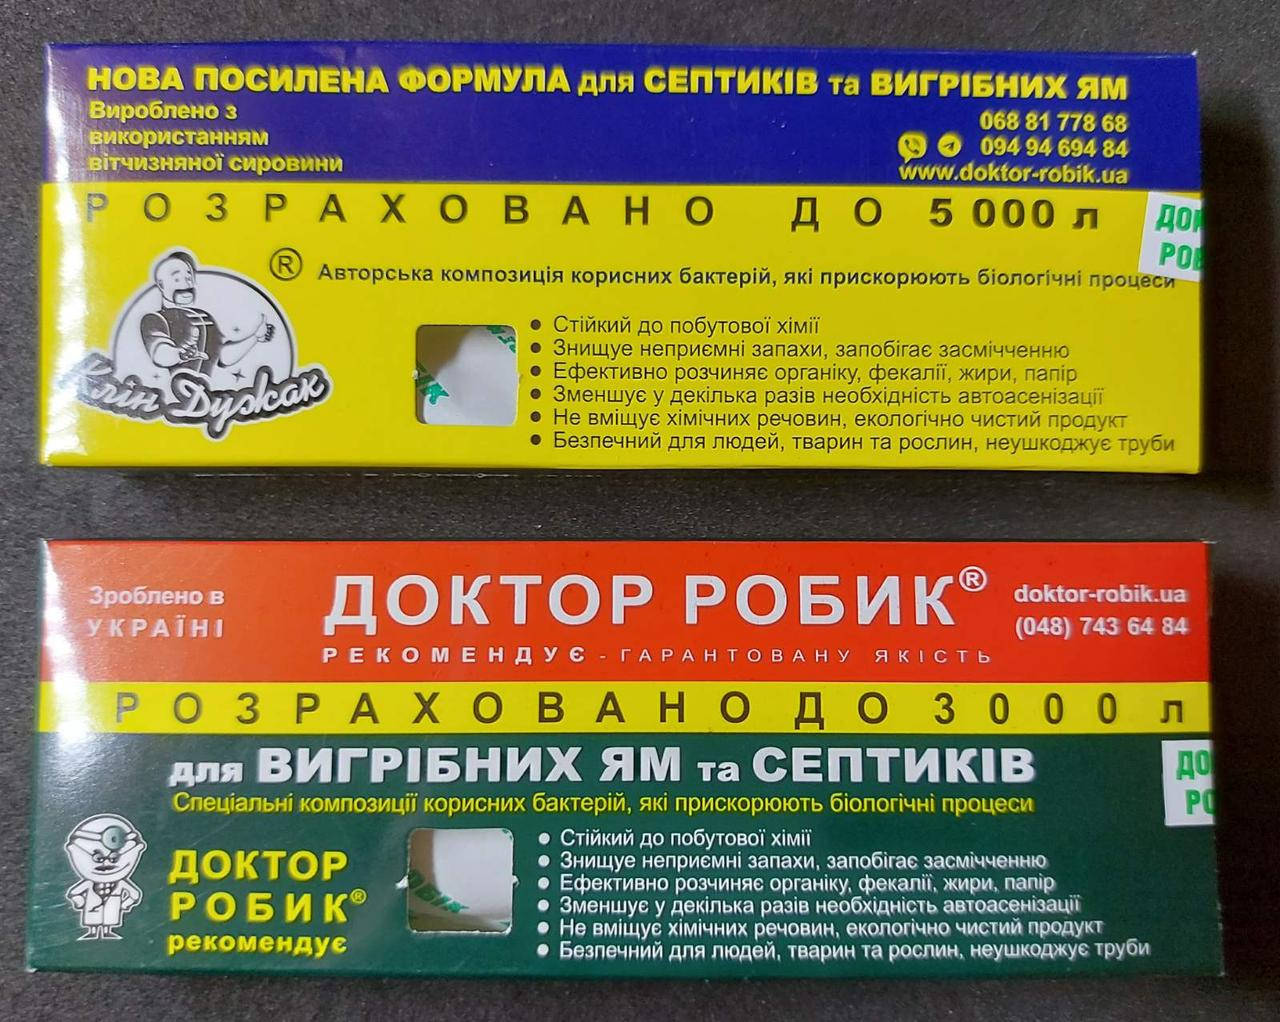 НОВА ПОСИЛЕНА ФОРМУЛА для СЕПТИКІВ та ВИГРІБНИХ ЯМ
Вироблено з
використанням
вітчизняної сировини
068 81 778 68
094 94 694 84
www.doktor-robik.ua
РОЗРАХОВАНО ДО 5000 л
ДОК
РОБ
® Авторська композиція корисних бактерій, які прискорюють біологічні процеси
Клін Дужак
• Стійкий до побутової хімії
• Знищує неприємні запахи, запобігає засмічченню
• Ефективно розчиняє органіку, фекалії, жири, папір
• Зменшує у декілька разів необхідність автоасенізації
• Не вміщує хімічних речовин, екологічно чистий продукт
• Безпечний для людей, тварин та рослин, неушкоджує труби
Зроблено в
УКРАЇНІ
ДОКТОР РОБИК®
РЕКОМЕНДУЄ - ГАРАНТОВАНУ ЯКІСТЬ
doktor-robik.ua
(048) 743 64 84
РОЗРАХОВАНО ДО 3000 л
для ВИГРІБНИХ ЯМ та СЕПТИКІВ
Спеціальні композиції корисних бактерій, які прискорюють біологічні процеси
ДО
РО
ДОКТОР
РОБИК®
рекомендує
• Стійкий до побутової хімії
• Знищує неприємні запахи, запобігає засмічченню
• Ефективно розчиняє органіку, фекалії, жири, папір
• Зменшує у декілька разів необхідність автоасенізації
• Не вміщує хімічних речовин, екологічно чистий продукт
• Безпечний для людей, тварин та рослин, неушкоджує труби